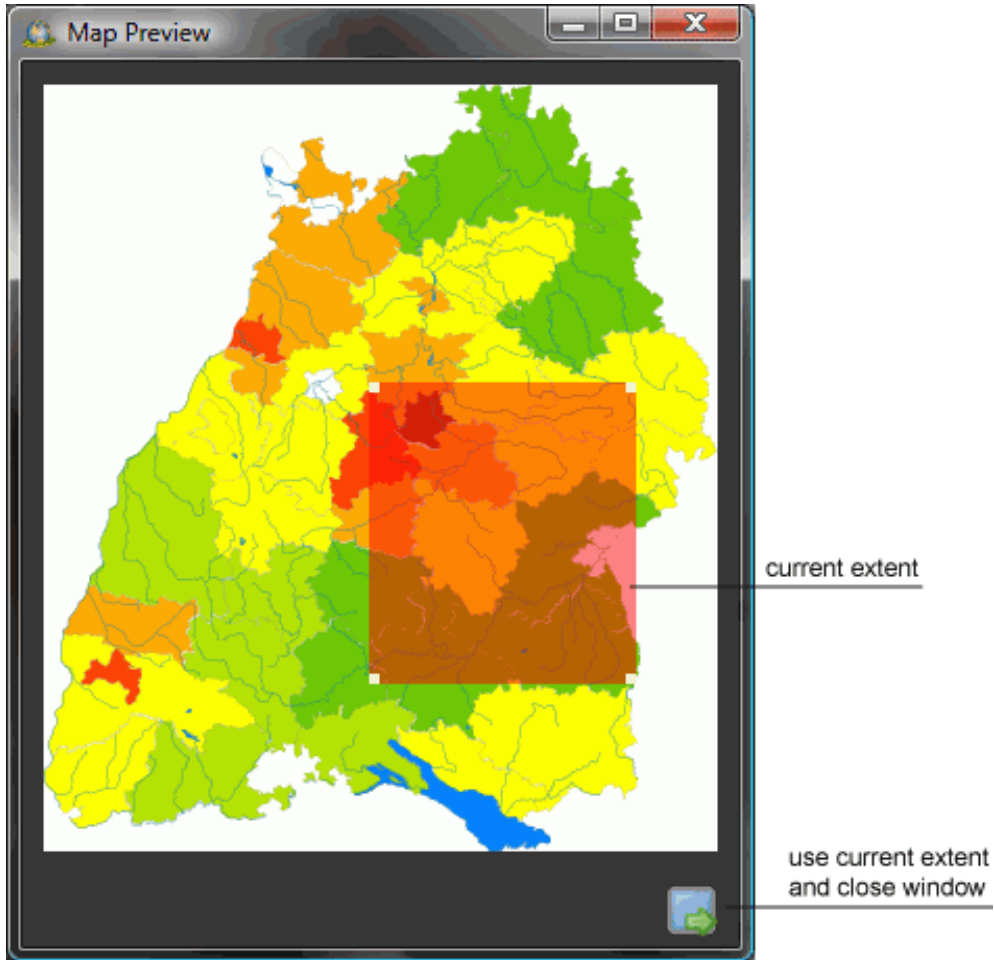 Map Preview
current extent
use current extent
and close window